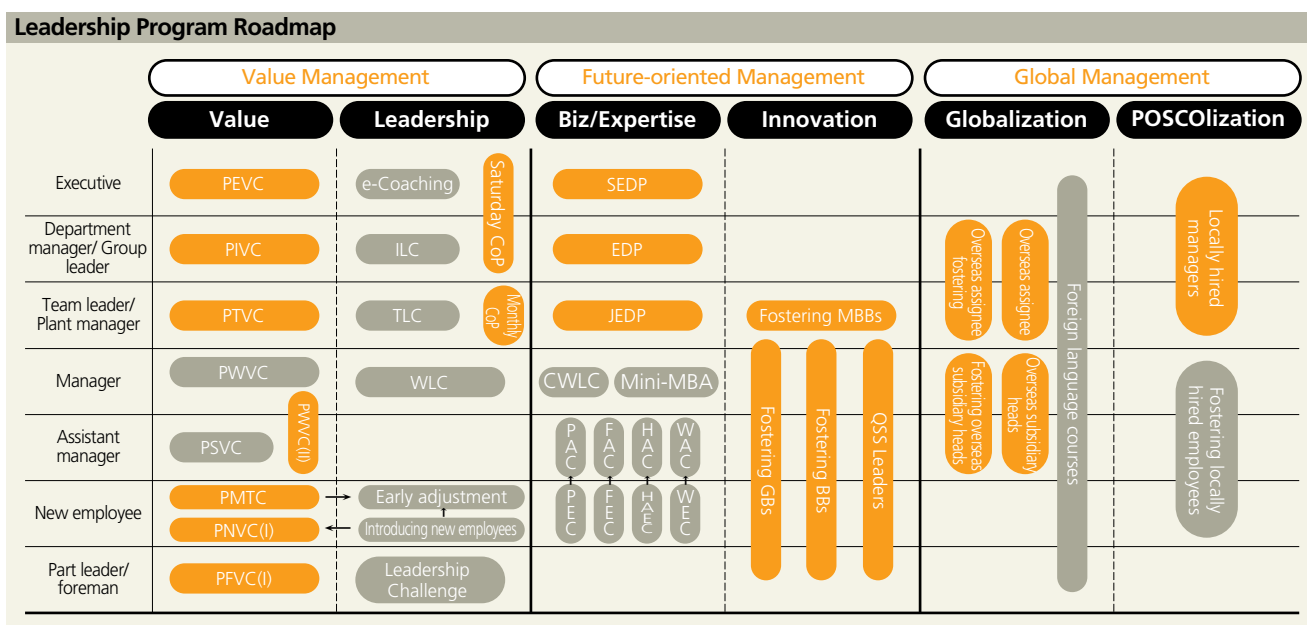 Leadership Program Roadmap
Value Management
Future-oriented Management
Global Management
Value
Leadership
Biz/Expertise
Innovation
Globalization
POSCOlization
Executive
PEVC
e-Coaching
Saturday CoP
SEDP
Foreign language courses
Locally hired
managers
Department
manager/ Group
leader
PIVC
ILC
EDP
Overseas assignee
fostering
Overseas assignee
Team leader/
Plant manager
PTVC
TLC
Monthly
CoP
JEDP
Fostering MBBs
Manager
PWVC
PWVC(II)
WLC
CWLC
Mini-MBA
Fostering GBs
Fostering BBs
QSS Leaders
Fostering overseas
subsidiary heads
Overseas subsidiary
heads
Fostering locally
hired employees
Assistant
manager
PSVC
PAC
FAC
HAC
WAC
New employee
PMTC
Early adjustment
PEC
FEC
HAEC
WEC
PNVC(I)
Introducing new employees
Part leader/
foreman
PFVC(I)
Leadership
Challenge